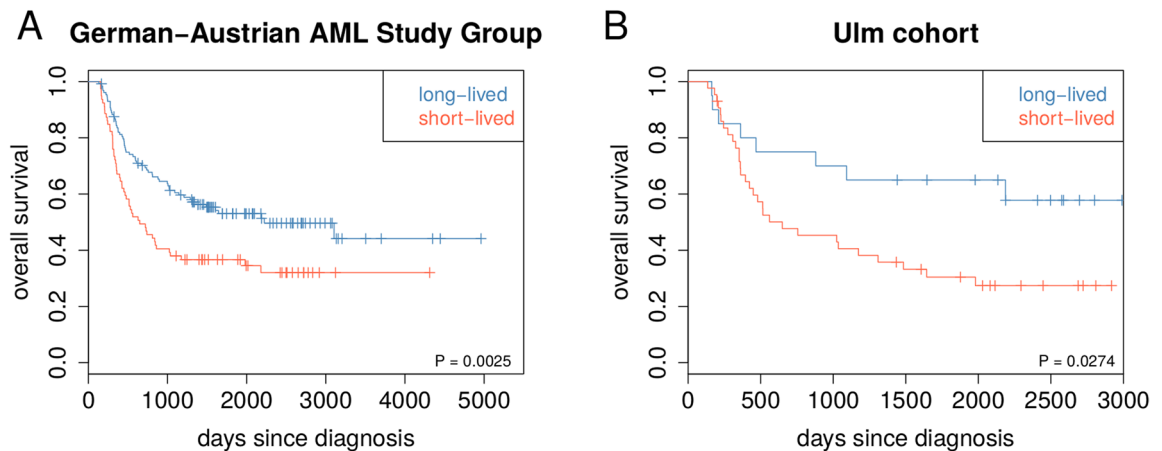 A
German−Austrian AML Study Group
long−lived
short−lived
overall survival
1.0
0.8
0.6
0.4
0.2
0.0
P = 0.0025
0 1000 2000 3000 4000 5000
days since diagnosis
B
Ulm cohort
long−lived
short−lived
overall survival
1.0
0.8
0.6
0.4
0.2
0.0
P = 0.0274
0 500 1000 1500 2000 2500 3000
days since diagnosis